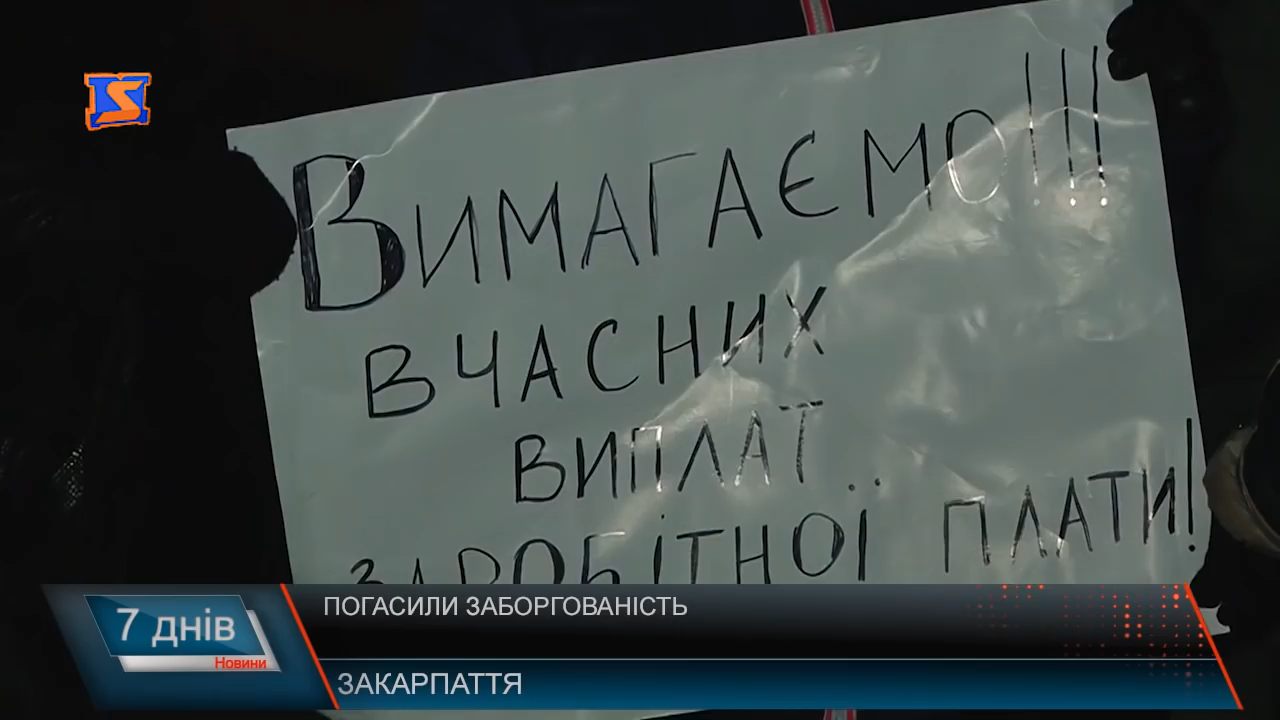 Вимагаємо!!!
вчасних
виплат
заробітної плати!
7 днів
Новини
ПОГАСИЛИ ЗАБОРГОВАНІСТЬ
ЗАКАРПАТТЯ